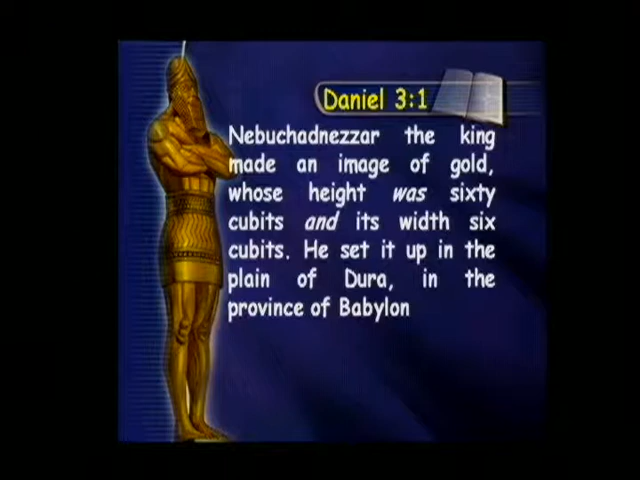 Daniel 3:1
Nebuchadnezzar the king
made an image of gold,
whose height was sixty
cubits and its width six
cubits. He set it up in the
plain of Dura, in the
province of Babylon